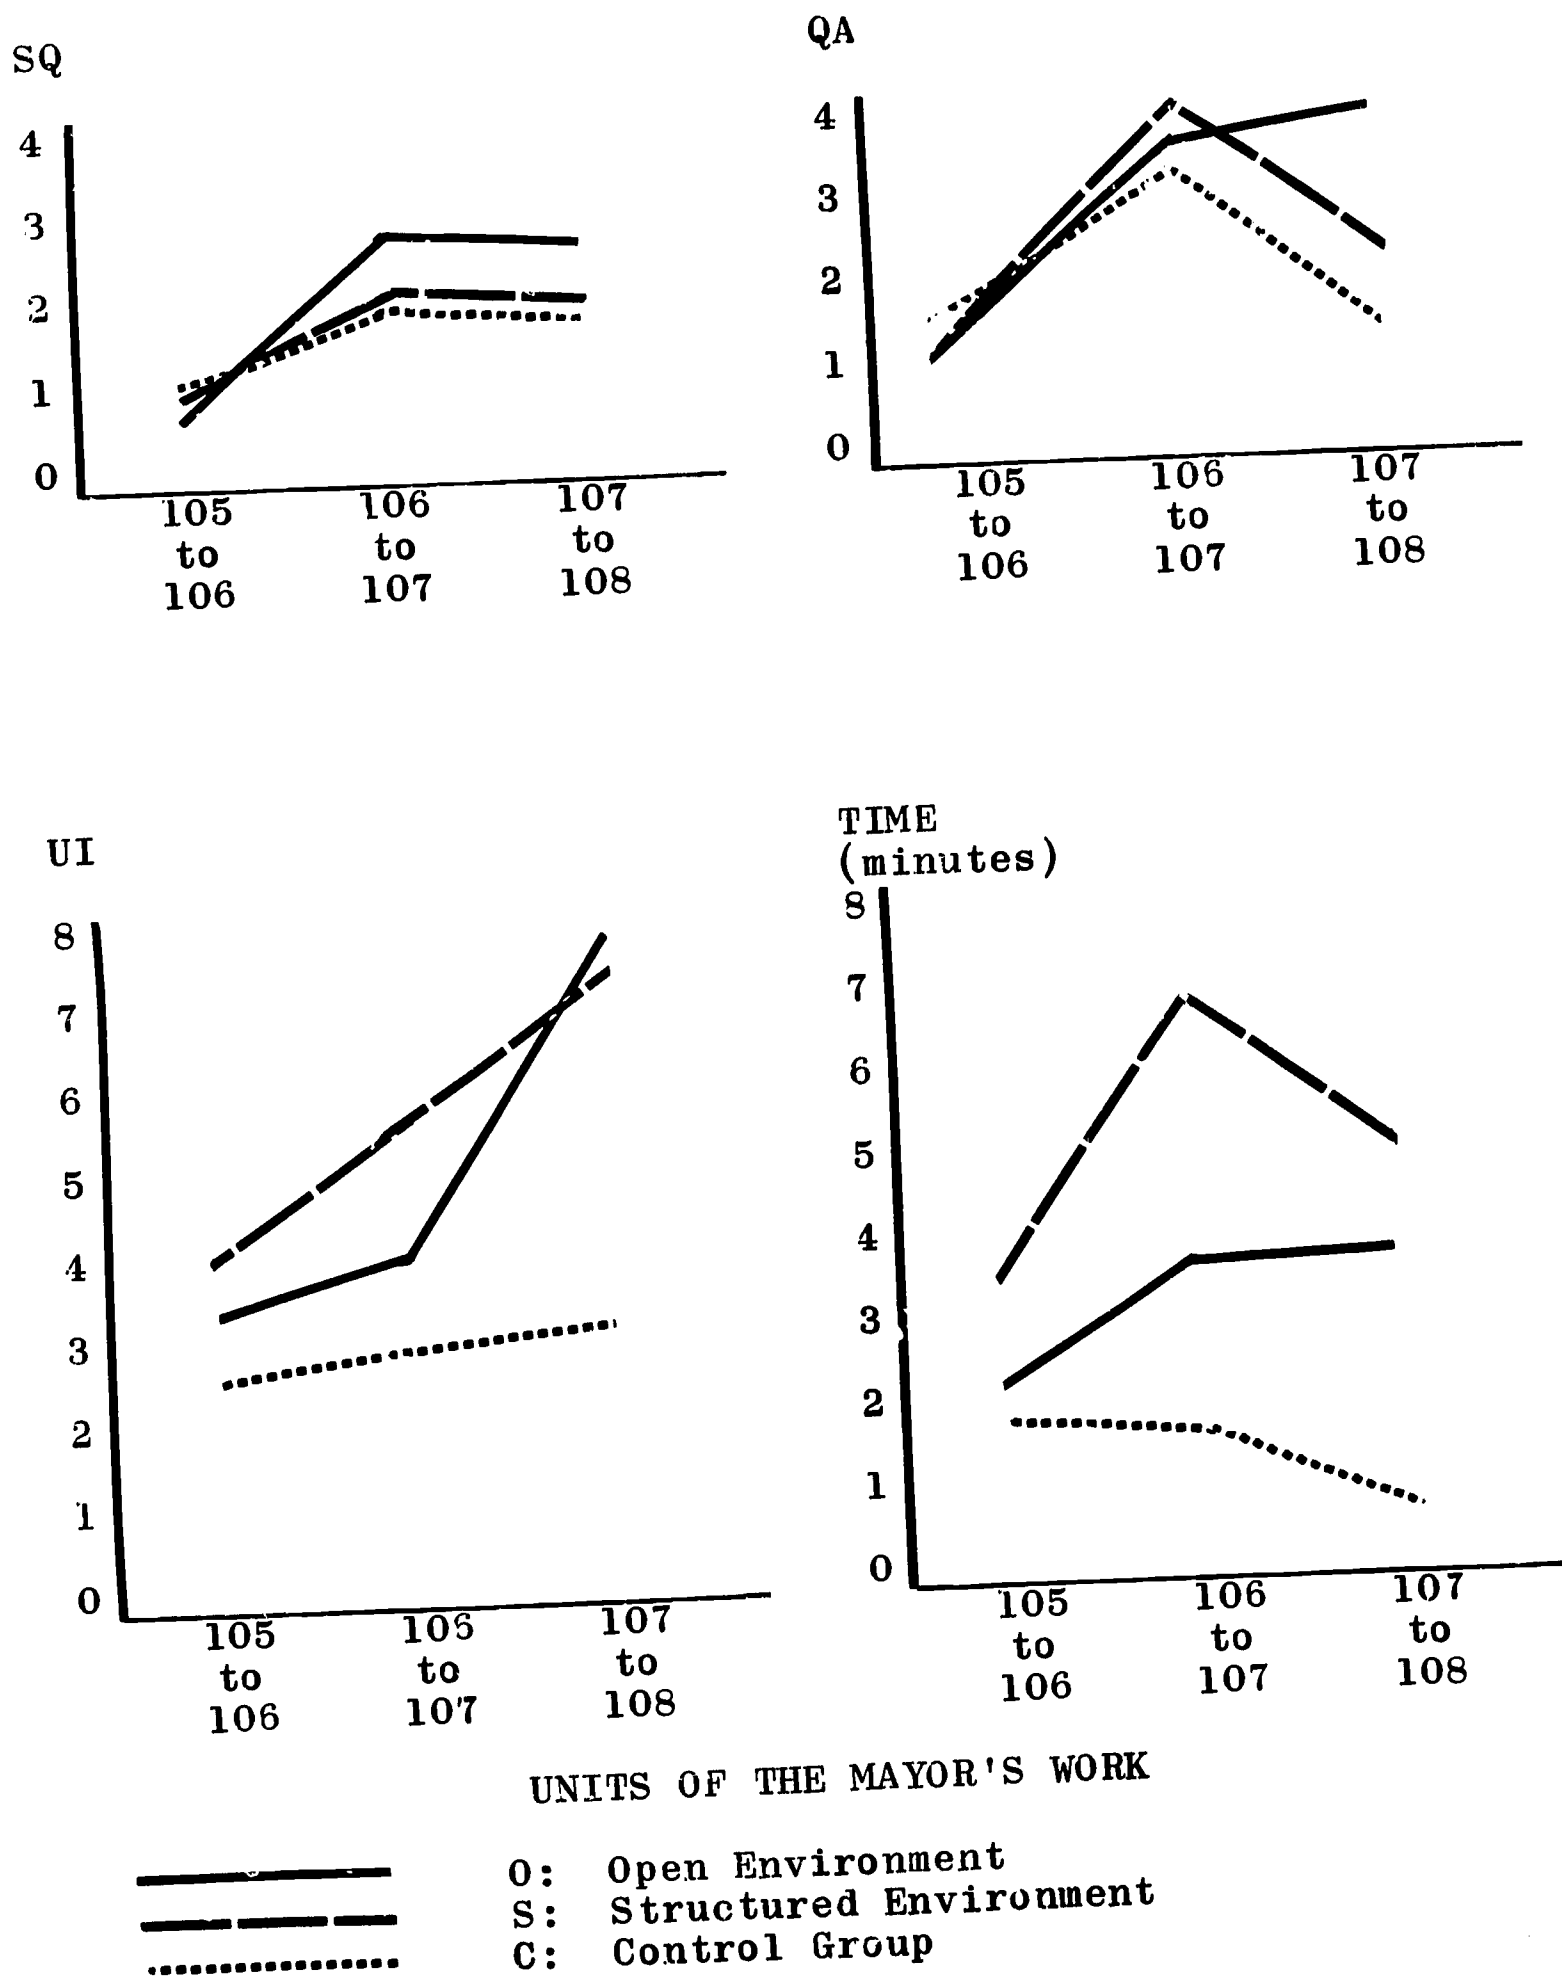 SQ
4
3
2
1
0
105
to
106
106
to
107
107
to
108
QA
4
3
2
1
0
105
to
106
106
to
107
107
to
108
UI
8
7
6
5
4
3
2
1
0
105
to
106
106
to
107
107
to
108
TIME
(minutes)
8
7
6
5
4
3
2
1
0
105
to
106
106
to
107
107
to
108
UNITS OF THE MAYOR'S WORK
O: Open Environment
S: Structured Environment
C: Control Group